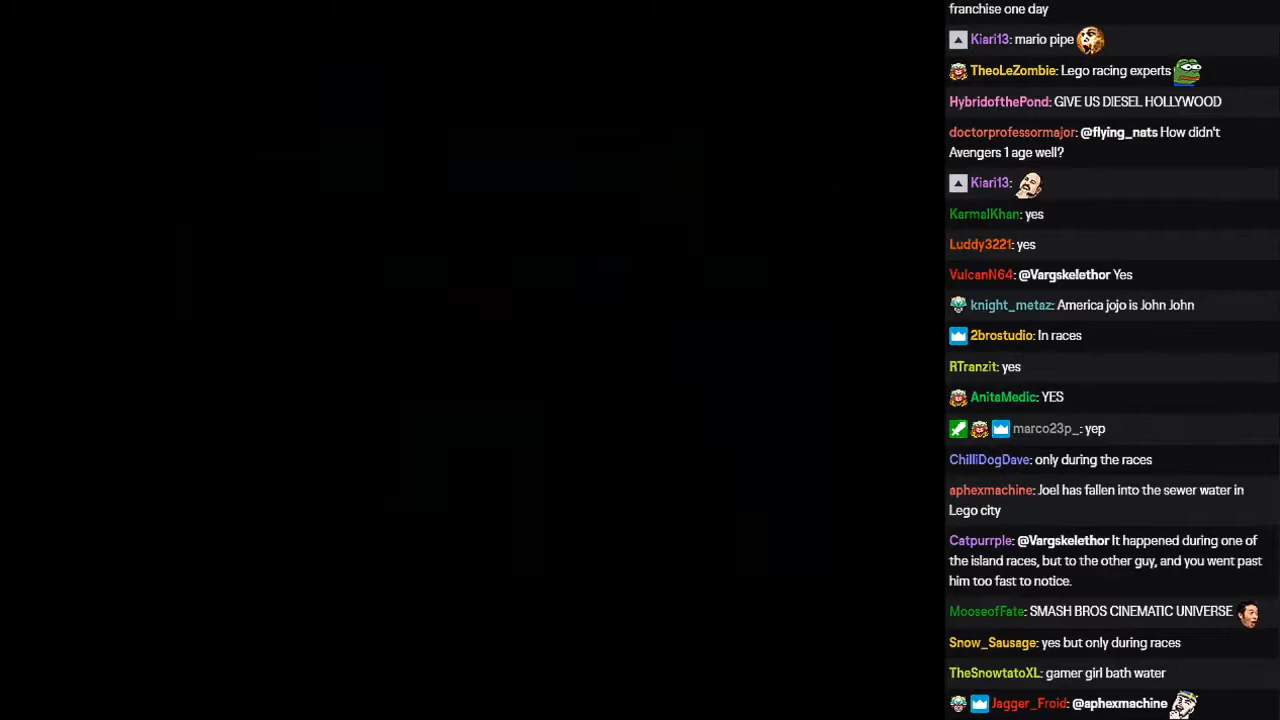 franchise one day
Kiari13: mario pipe
TheoLeZombie: Lego racing experts
HybridofthePond: GIVE US DIESEL HOLLYWOOD
doctorprofessormajor: @flying_nats How didn't
Avengers 1 age well?
Kiari13:
KarmalKhan: yes
Luddy3221: yes
VulcanN64: @Vargskelethor Yes
knight_metaz: America jojo is John John
2brostudio: In races
RTranzit: yes
AnitaMedic: YES
marco23p_: yep
ChilliDogDave: only during the races
aphexmachine: Joel has fallen into the sewer water in
Lego city
Catpurrple: @Vargskelethor It happened during one of
the island races, but to the other guy, and you went past
him too fast to notice.
MooseofFate: SMASH BROS CINEMATIC UNIVERSE
Snow_Sausage: yes but only during races
TheSnowtatoXL: gamer girl bath water
Jagger_Froid: @aphexmachine